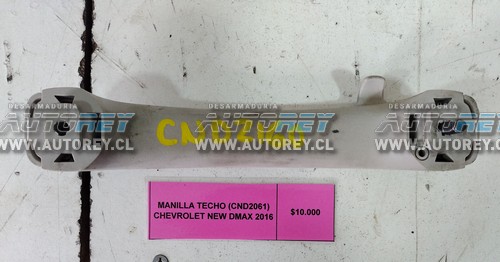 DESARMADURIA DESARMADURIA DESARMADURIA
AUTOREY AUTOREY AUTOREY
WWW.AUTOREY.CL WWW.AUTOREY.CL WWW.AUTOREY.CL
MANILLA TECHO (CND2061)
CHEVROLET NEW DMAX 2016
$10.000